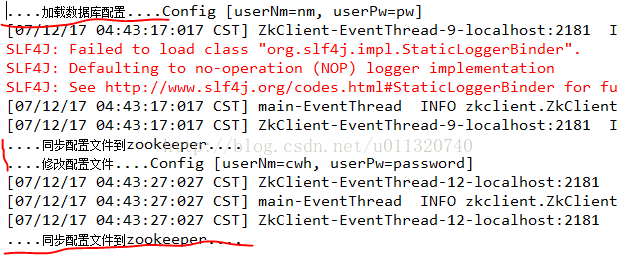 ....加载数据库配置....Config [userNm=nm, userPw=pw]
[07/12/17 04:43:17:017 CST] ZkClient-EventThread-9-localhost:2181  I
SLF4J: Failed to load class "org.slf4j.impl.StaticLoggerBinder".
SLF4J: Defaulting to no-operation (NOP) logger implementation
SLF4J: See http://www.slf4j.org/codes.html#StaticLoggerBinder for fu
[07/12/17 04:43:17:017 CST] main-EventThread  INFO zkclient.ZkClient
[07/12/17 04:43:17:017 CST] ZkClient-EventThread-9-localhost:2181  I
....同步配置文件到zookeeper....
http://blog.csdn.net/u011320740
....修改配置文件....Config [userNm=cwh, userPw=password]
[07/12/17 04:43:27:027 CST] ZkClient-EventThread-12-localhost:2181
[07/12/17 04:43:27:027 CST] main-EventThread  INFO zkclient.ZkClient
[07/12/17 04:43:27:027 CST] ZkClient-EventThread-12-localhost:2181
....同步配置文件到zookeeper....